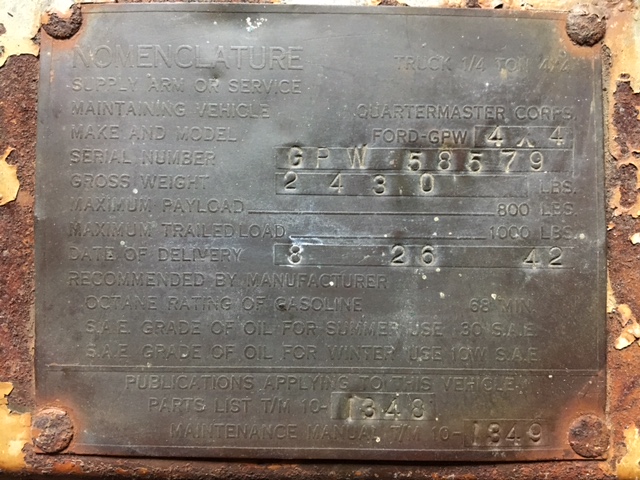 NOMENCLATURE TRUCK 1/4 TON 4x4
SUPPLY ARM OR SERVICE
MAINTAINING VEHICLE QUARTERMASTER CORPS.
MAKE AND MODEL FORD-GPW 4 x 4
SERIAL NUMBER GPW 58579
GROSS WEIGHT 2430 LBS.
MAXIMUM PAYLOAD 800 LBS.
MAXIMUM TRAILED LOAD 1000 LBS.
DATE OF DELIVERY 8 26 42
RECOMMENDED BY MANUFACTURER
OCTANE RATING OF GASOLINE 68 MIN.
S.A.E. GRADE OF OIL FOR SUMMER USE 30 S.A.E.
S.A.E. GRADE OF OIL FOR WINTER USE 10W S.A.E.
PUBLICATIONS APPLYING TO THIS VEHICLE
PARTS LIST T/M 10-1348
MAINTENANCE MANUAL T/M 10-1349